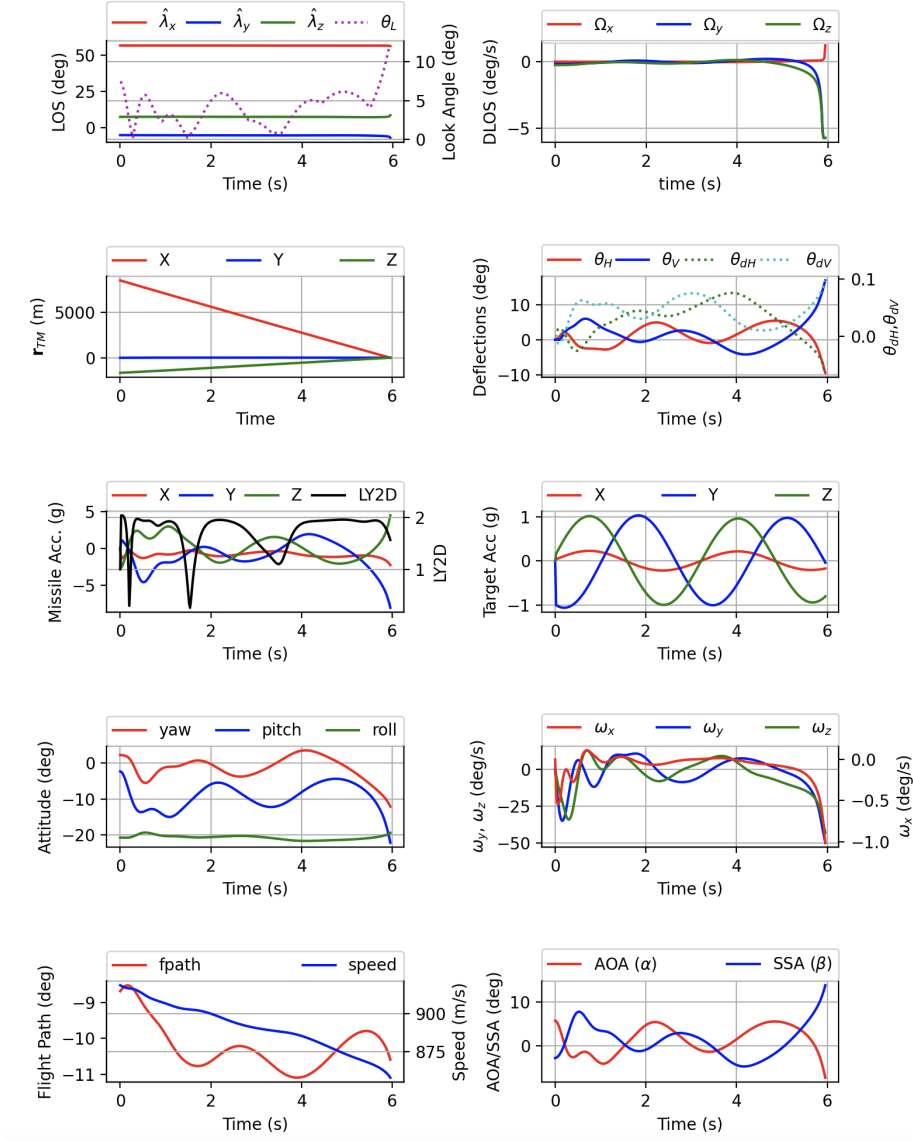 λ̂x λ̂y λ̂z θL
LOS (deg)
50
25
0
10
5
0
Look Angle (deg)
0 2 4 6
Time (s)
Ωx Ωy Ωz
DLOS (deg/s)
0
−5
0 2 4 6
time (s)
X Y Z
rTM (m)
5000
0
0 2 4 6
Time
θH θV θdH θdV
Deflections (deg)
10
0
−10
0.1
0.0
θdH,θdV
0 2 4 6
Time (s)
X Y Z LY2D
Missile Acc. (g)
5
0
−5
2
1
LY2D
0 2 4 6
Time (s)
X Y Z
Target Acc (g)
1
0
−1
0 2 4 6
Time (s)
yaw pitch roll
Attitude (deg)
0
−10
−20
0 2 4 6
Time (s)
ωx ωy ωz
ωy, ωz (deg/s)
0
−25
−50
0.0
−0.5
−1.0
ωx (deg/s)
0 2 4 6
Time (s)
fpath speed
Flight Path (deg)
−9
−10
−11
900
875
Speed (m/s)
0 2 4 6
Time (s)
AOA (α) SSA (β)
AOA/SSA (deg)
10
0
0 2 4 6
Time (s)